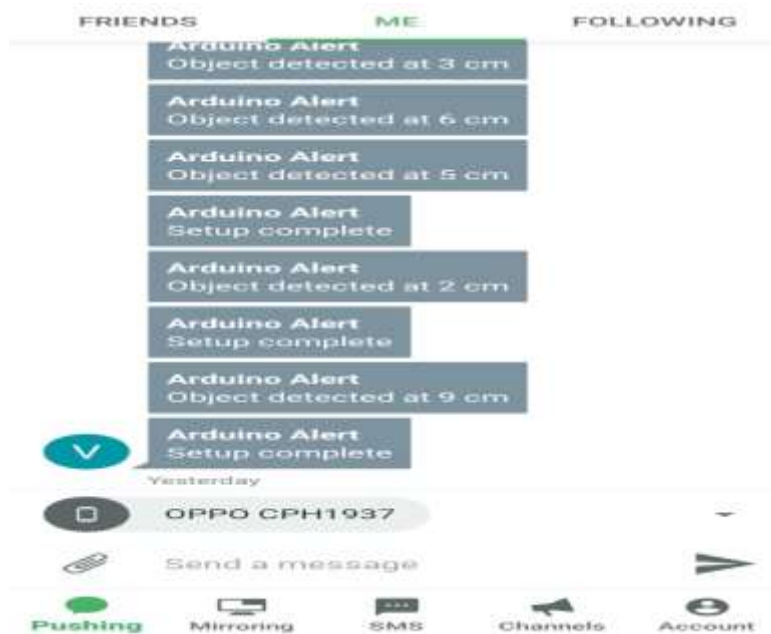 FRIENDS ME FOLLOWING
Arduino Alert
Object detected at 3 cm
Arduino Alert
Object detected at 6 cm
Arduino Alert
Object detected at 5 cm
Arduino Alert
Setup complete
Arduino Alert
Object detected at 2 cm
Arduino Alert
Setup complete
Arduino Alert
Object detected at 9 cm
Arduino Alert
V
Setup complete
Yesterday
OPPO CPH1937
Send a message
Pushing Mirroring SMS Channels Account